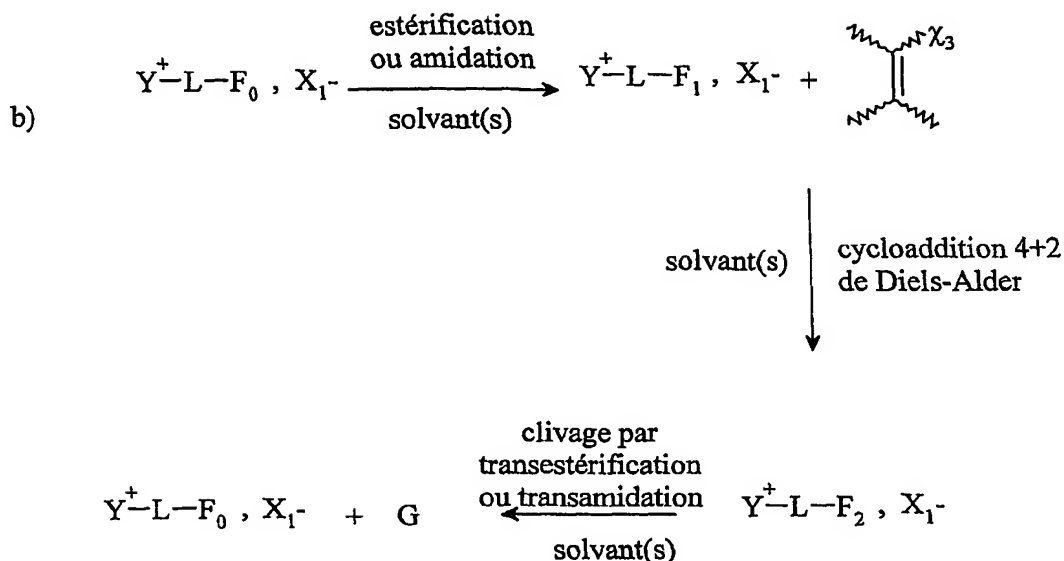 b)
estérification
ou amidation
Y⁺—L—F₀ , X₁⁻
solvant(s)
Y⁺—L—F₁ , X₁⁻ +
χ₃
solvant(s)
cycloaddition 4+2
de Diels-Alder
clivage par
transestérification
ou transamidation
Y⁺—L—F₀ , X₁⁻ + G
solvant(s)
Y⁺—L—F₂ , X₁⁻